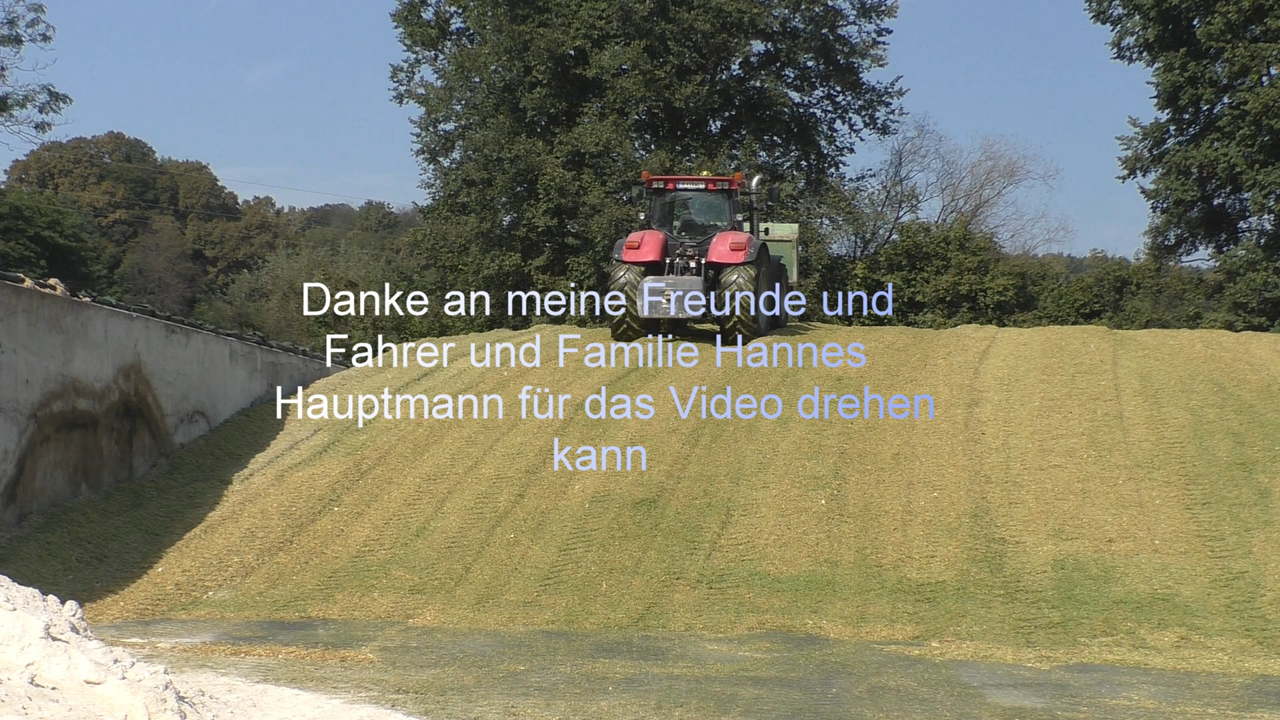 Danke an meine Freunde und
Fahrer und Familie Hannes
Hauptmann für das Video drehen
kann